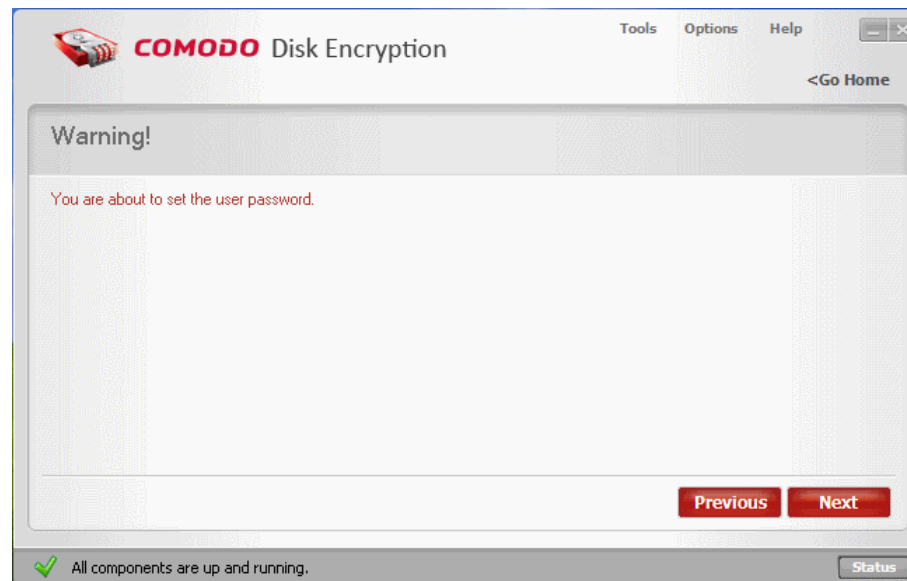 COMODO Disk Encryption
Tools Options Help
<Go Home
Warning!
You are about to set the user password.
Previous Next
All components are up and running.
Status